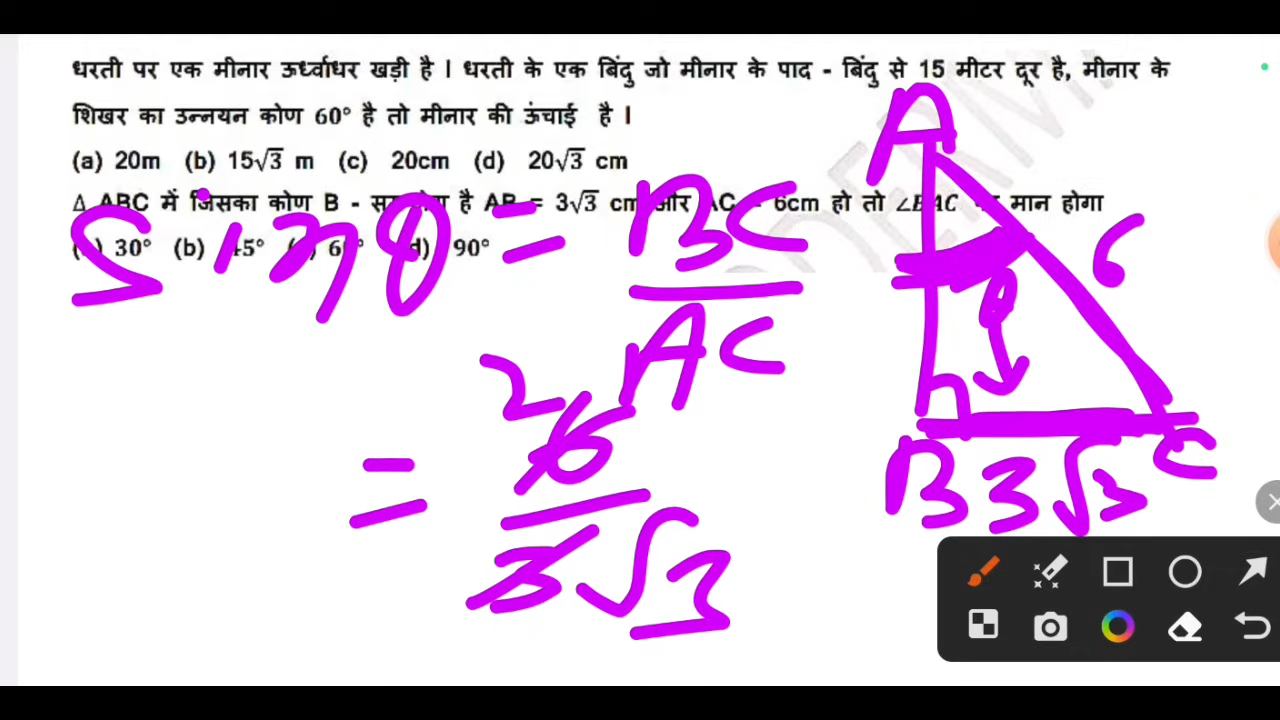 धरती पर एक मीनार ऊर्ध्वाधर खड़ी है । धरती के एक बिंदु जो मीनार के पाद - बिंदु से 15 मीटर दूर है, मीनार के
शिखर का उन्नयन कोण 60° है तो मीनार की ऊंचाई है ।
(a) 20m (b) 15√3 m (c) 20cm (d) 20√3 cm
Δ ABC में जिसका कोण B - है AB = 3√3 cm और AC 6cm हो तो ∠BAC मान होगा
30° (b) 45° (d) 90°
Sinθ = BC
AC
= 2 6
3√3
A
6
θ
B 3√3 C